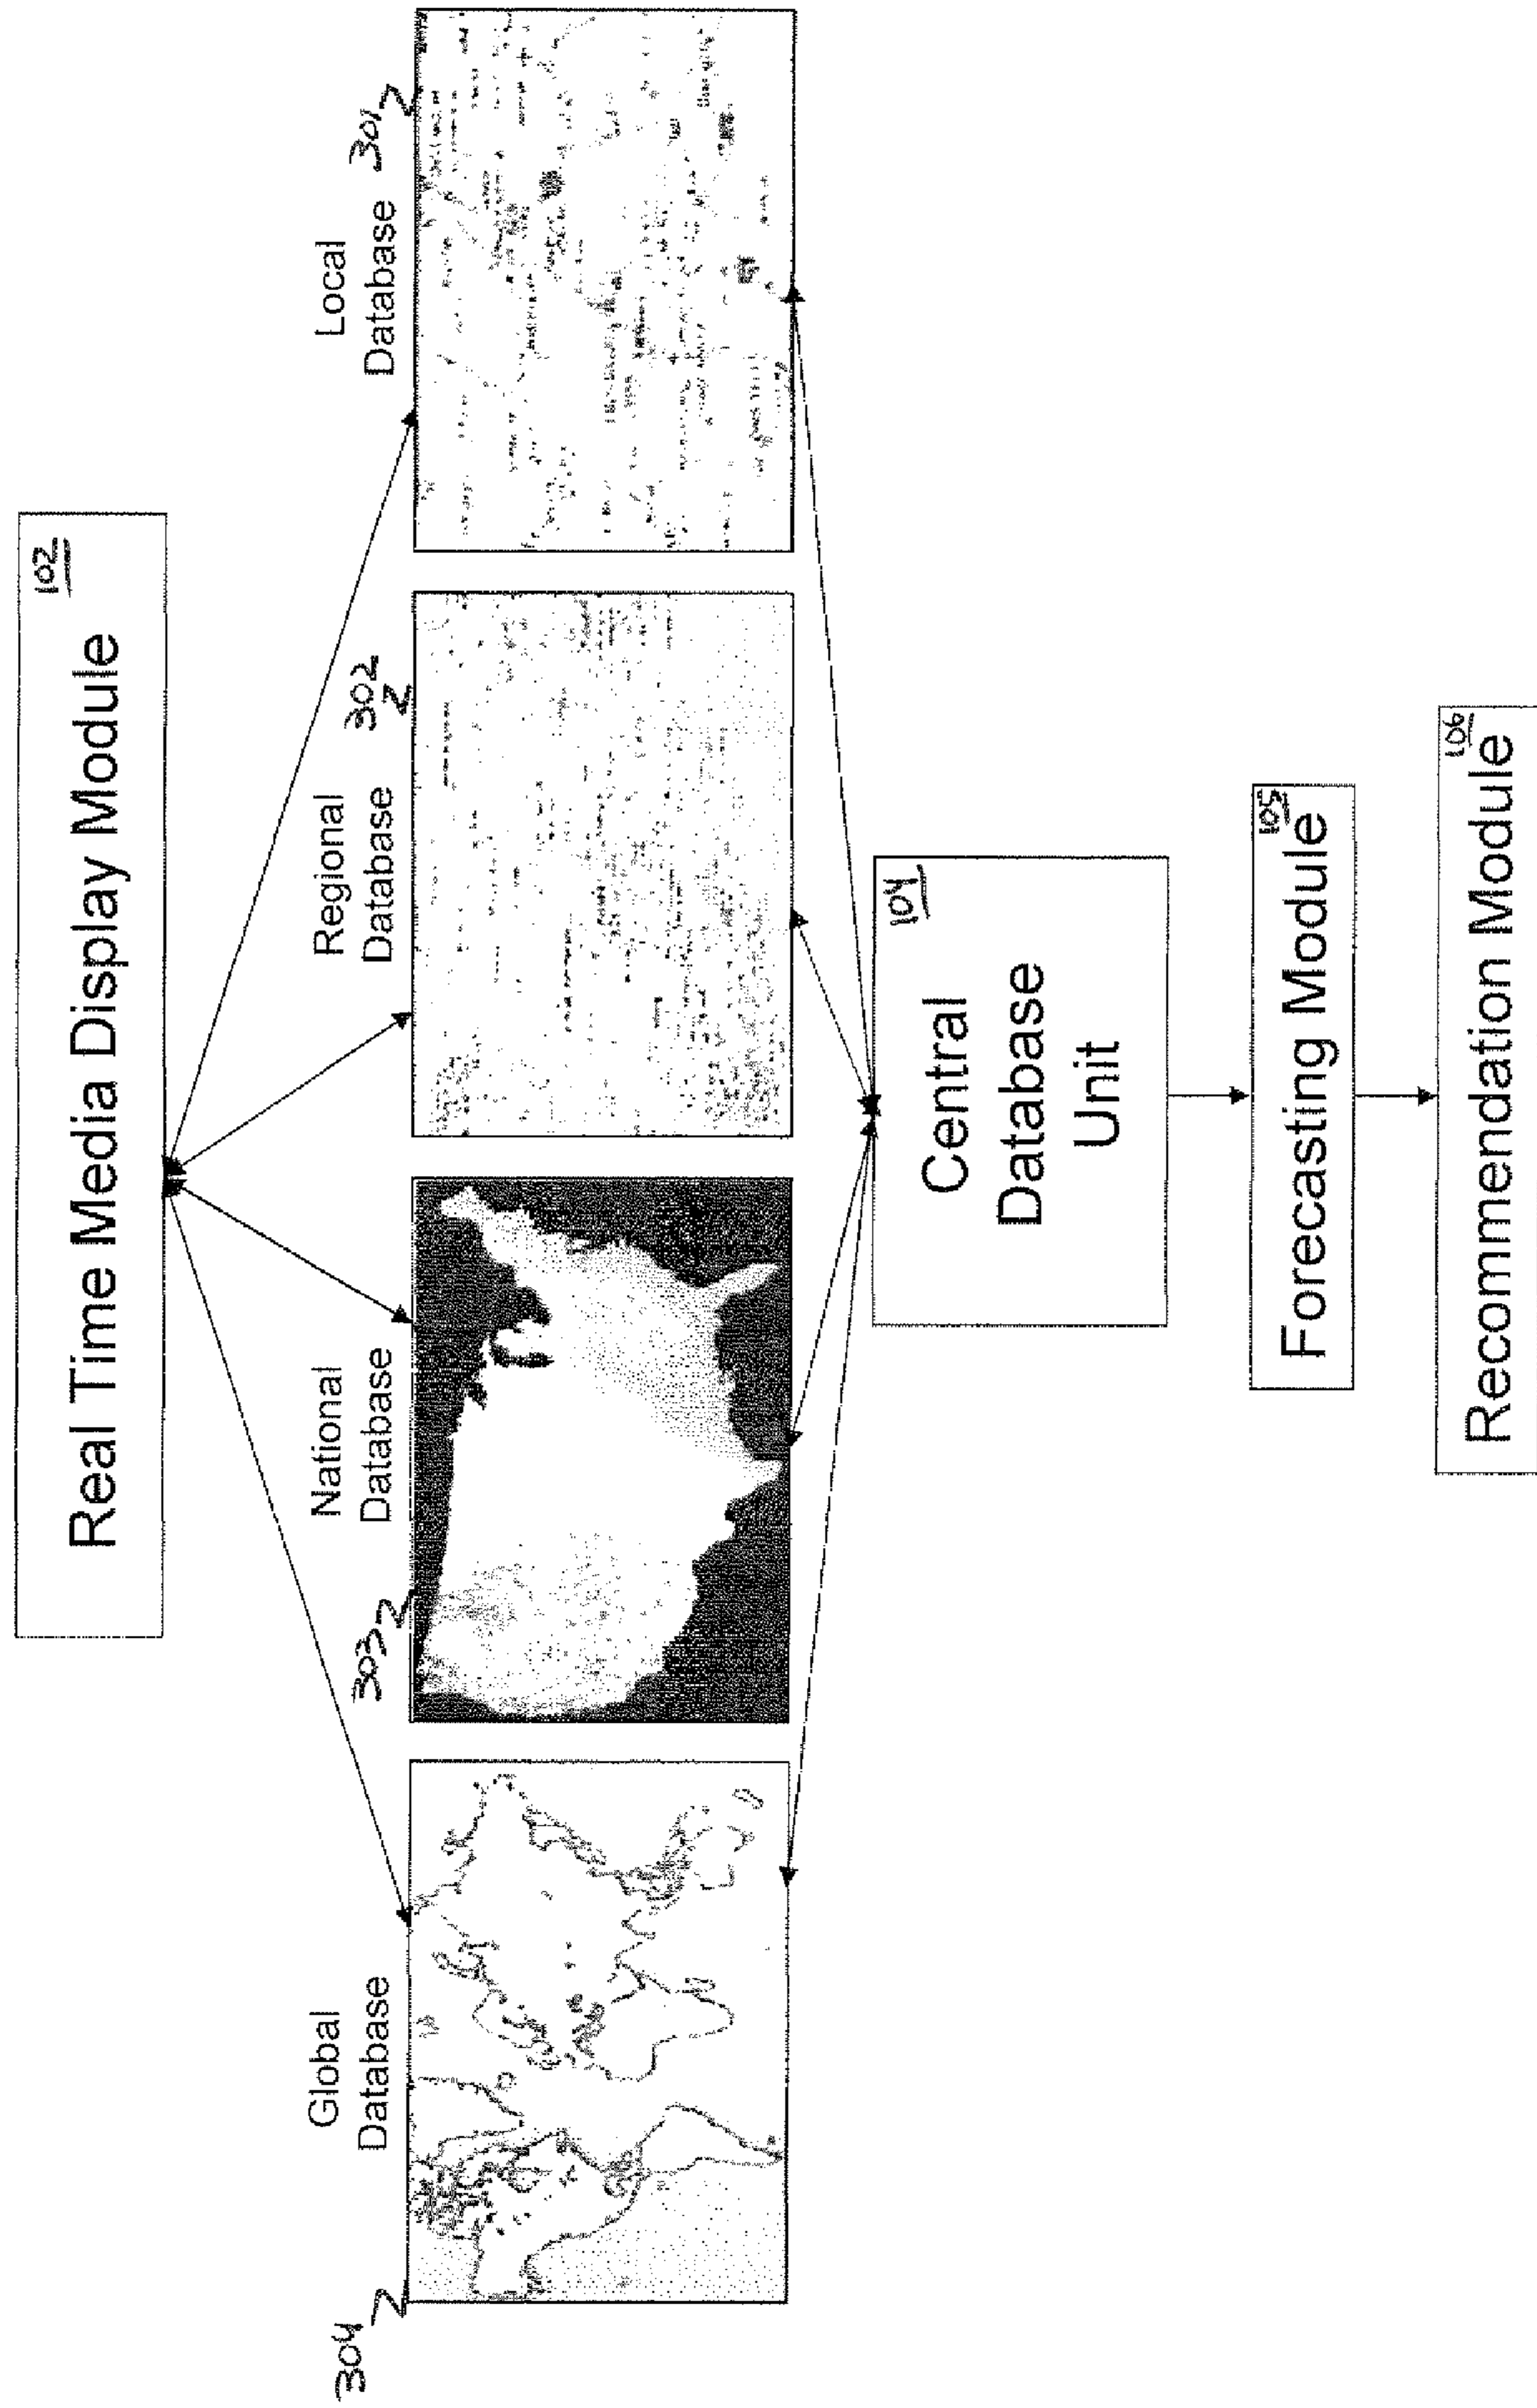 102
Real Time Media Display Module
304
Global
Database
303
National
Database
Regional
Database
302
Local
Database
301
104
Central
Database
Unit
105
Forecasting Module
106
Recommendation Module